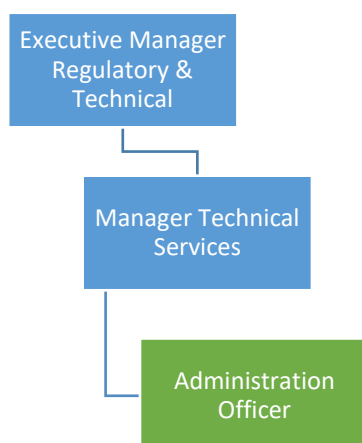 Executive Manager
Regulatory &
Technical
Manager Technical
Services
Administration
Officer